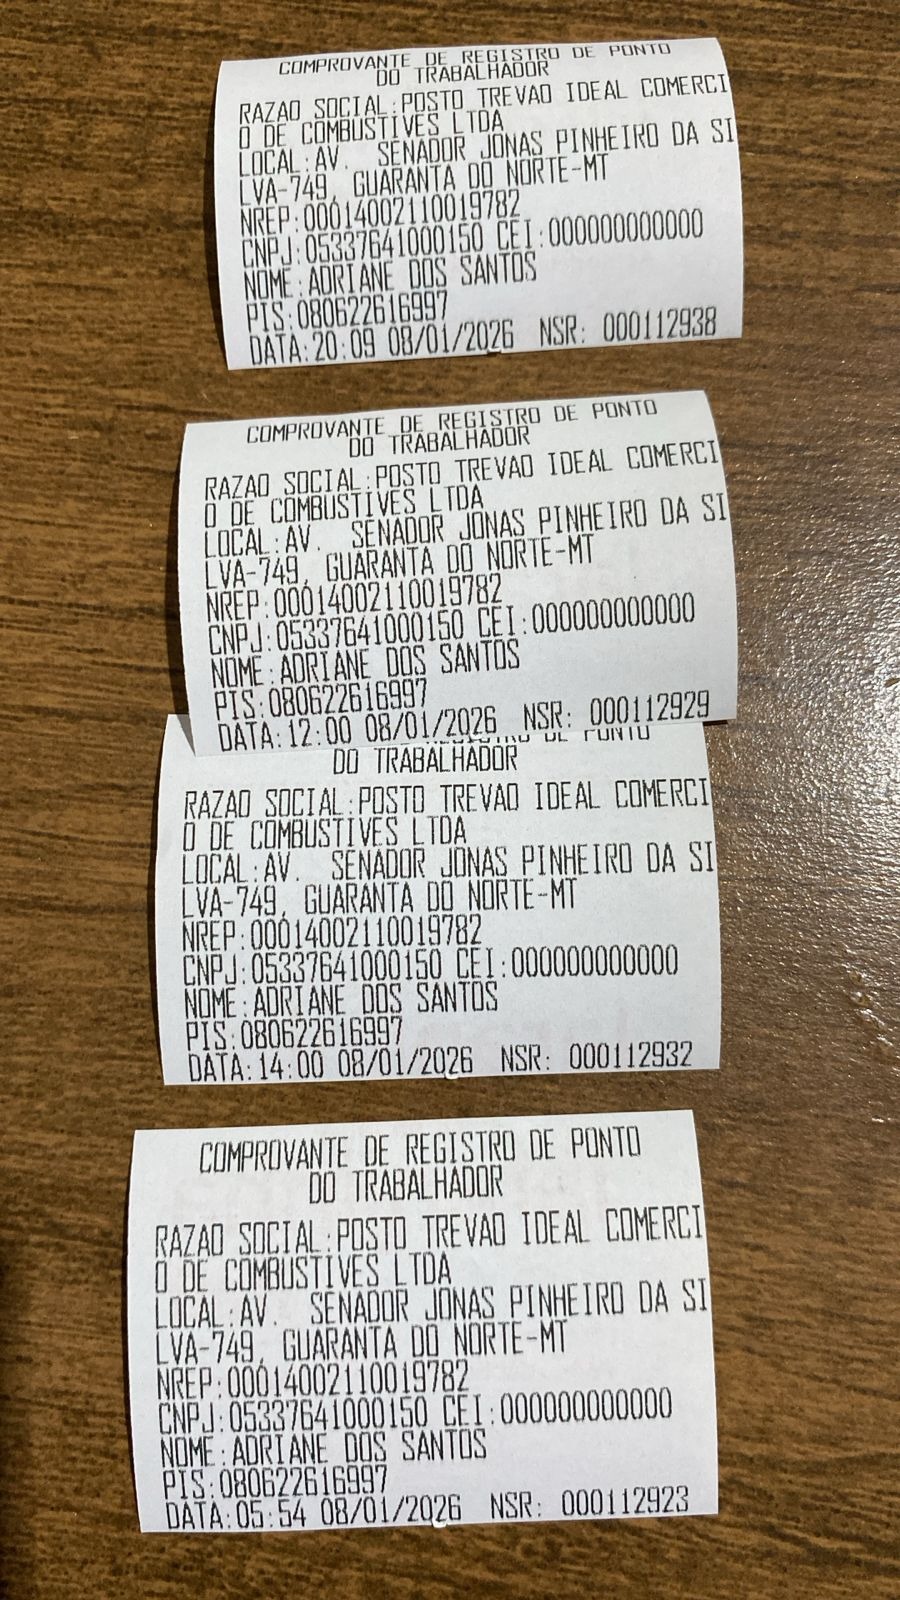 COMPROVANTE DE REGISTRO DE PONTO
DO TRABALHADOR
RAZAO SOCIAL:POSTO TREVAO IDEAL COMERCI
O DE COMBUSTIVES LTDA
LOCAL:AV. SENADOR JONAS PINHEIRO DA SI
LVA-749, GUARANTA DO NORTE-MT
NREP:00014002110019782
CNPJ:05337641000150 CEI:000000000000
NOME:ADRIANE DOS SANTOS
PIS:080622616997
DATA:20:09 08/01/2026 NSR: 000112938
COMPROVANTE DE REGISTRO DE PONTO
DO TRABALHADOR
RAZAO SOCIAL:POSTO TREVAO IDEAL COMERCI
O DE COMBUSTIVES LTDA
LOCAL:AV. SENADOR JONAS PINHEIRO DA SI
LVA-749, GUARANTA DO NORTE-MT
NREP:00014002110019782
CNPJ:05337641000150 CEI:000000000000
NOME:ADRIANE DOS SANTOS
PIS:080622616997
DATA:12:00 08/01/2026 NSR: 000112929
REGISTRO DE PONTO
DO TRABALHADOR
RAZAO SOCIAL:POSTO TREVAO IDEAL COMERCI
O DE COMBUSTIVES LTDA
LOCAL:AV. SENADOR JONAS PINHEIRO DA SI
LVA-749, GUARANTA DO NORTE-MT
NREP:00014002110019782
CNPJ:05337641000150 CEI:000000000000
NOME:ADRIANE DOS SANTOS
PIS:080622616997
DATA:14:00 08/01/2026 NSR: 000112932
COMPROVANTE DE REGISTRO DE PONTO
DO TRABALHADOR
RAZAO SOCIAL:POSTO TREVAO IDEAL COMERCI
O DE COMBUSTIVES LTDA
LOCAL:AV. SENADOR JONAS PINHEIRO DA SI
LVA-749, GUARANTA DO NORTE-MT
NREP:00014002110019782
CNPJ:05337641000150 CEI:000000000000
NOME:ADRIANE DOS SANTOS
PIS:080622616997
DATA:05:54 08/01/2026 NSR: 000112923